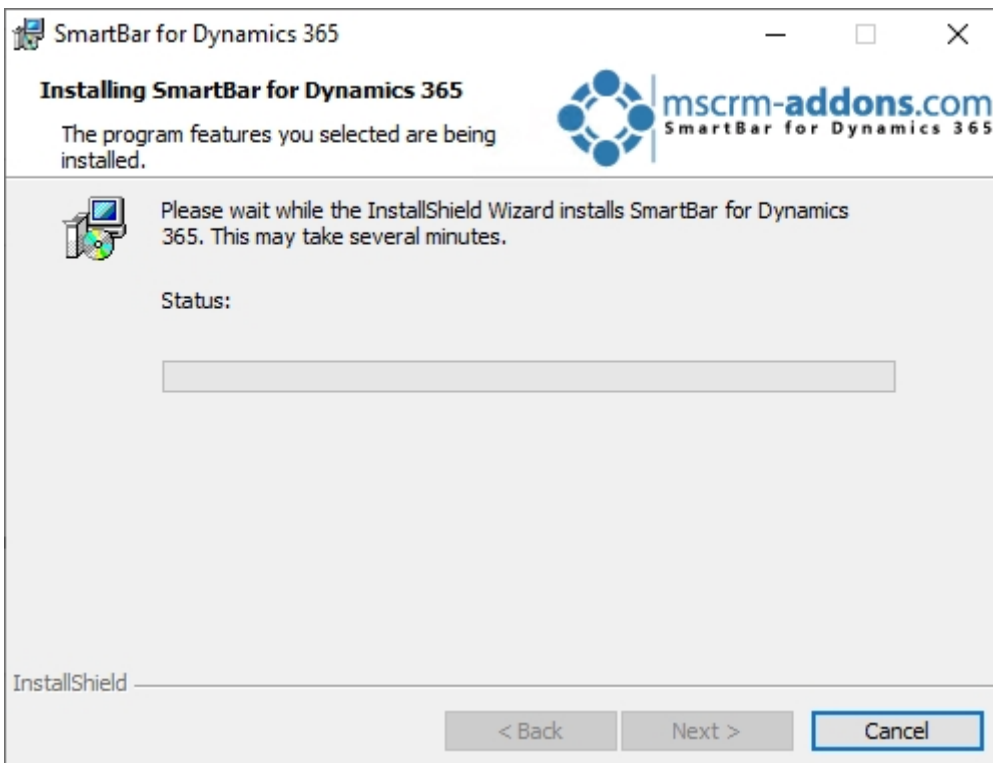 SmartBar for Dynamics 365
Installing SmartBar for Dynamics 365
The program features you selected are being
installed.
mscrm-addons.com
SmartBar for Dynamics 365
Please wait while the InstallShield Wizard installs SmartBar for Dynamics
365. This may take several minutes.
Status:
InstallShield
< Back
Next >
Cancel